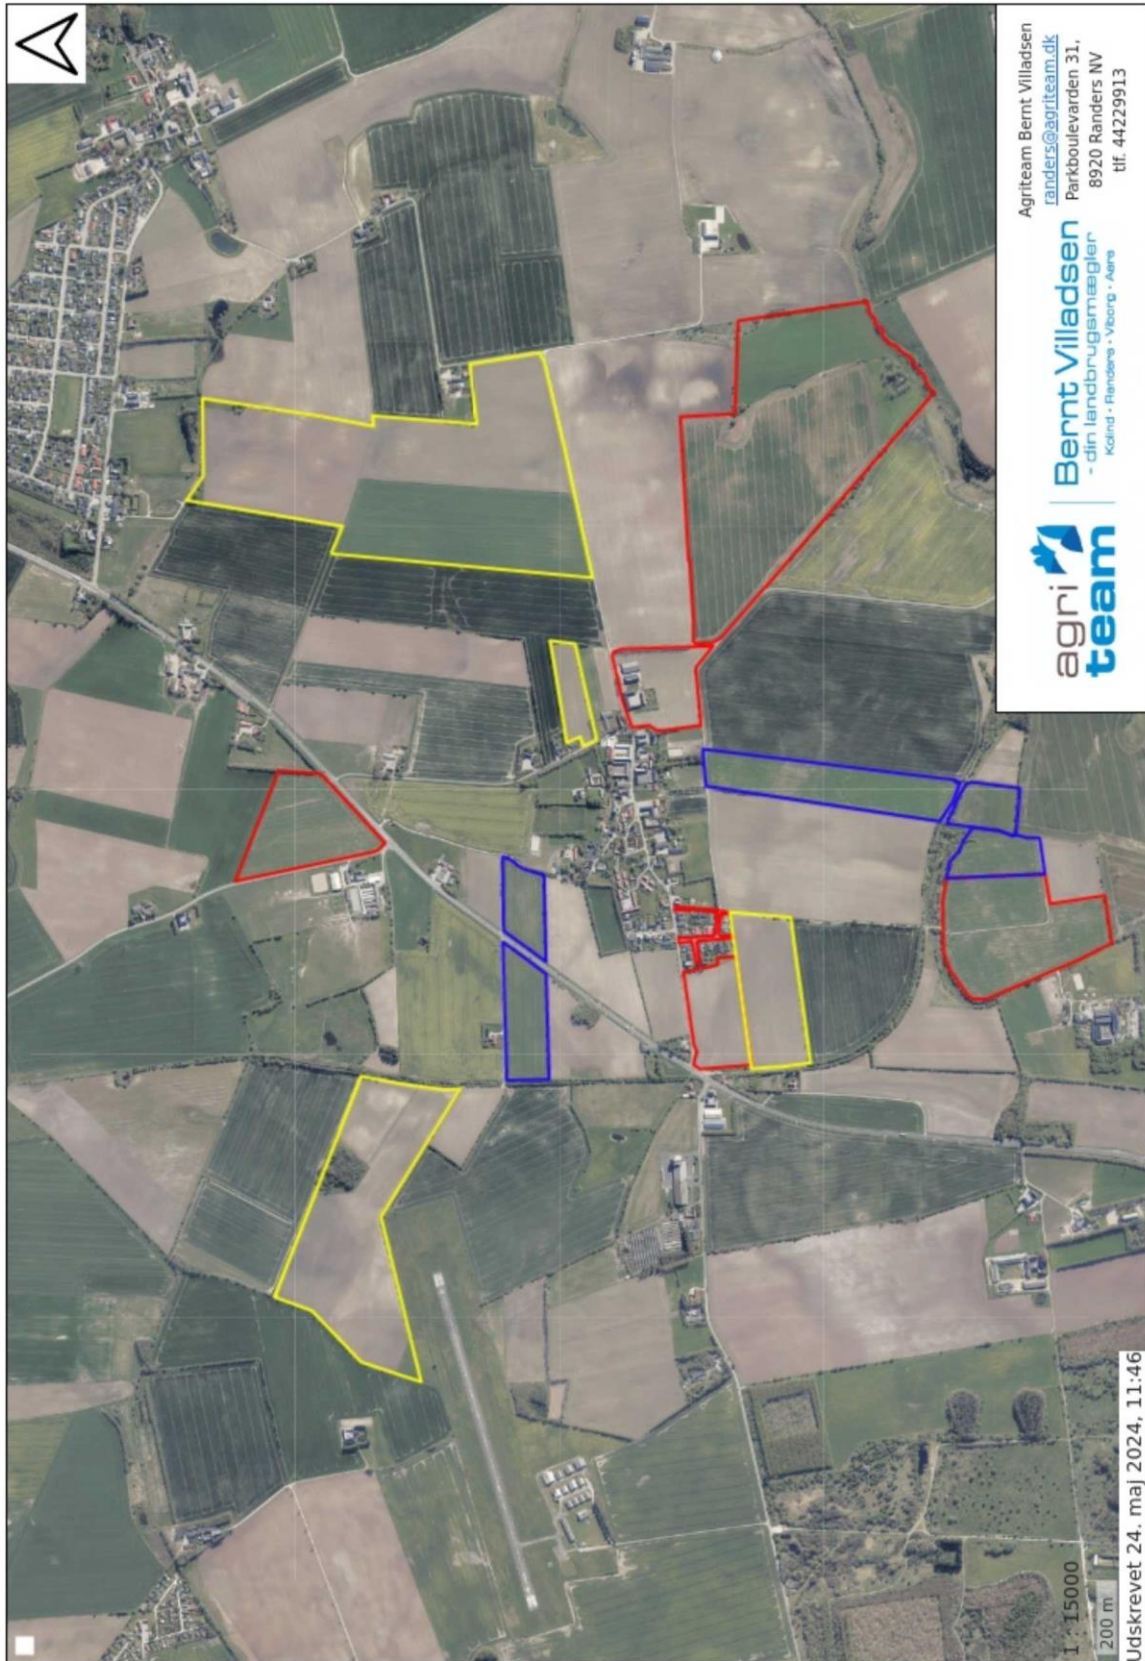 Agriteam Bernt Villadsen
randers@agriteam.dk
Parkboulevarden 31,
8920 Randers NV
tlf. 44229913
agri
team
Bernt Villadsen
- din landbrugsmægler
Kolind · Randers · Viborg · Aars
1 : 15000
200 m
Udskrevet 24. maj 2024, 11:46